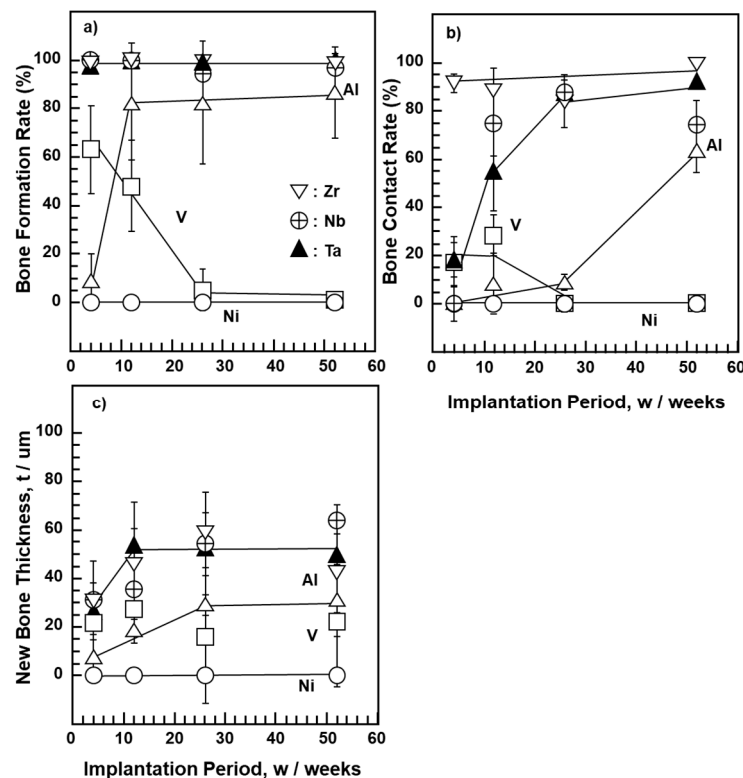 a)
Bone Formation Rate (%)
100
80
60
40
20
0
Al
V
: Zr
: Nb
: Ta
Ni
0 10 20 30 40 50 60
b)
Bone Contact Rate (%)
100
80
60
40
20
0
Al
V
Ni
0 10 20 30 40 50 60
Implantation Period, w / weeks
c)
New Bone Thickness, t / um
100
80
60
40
20
0
Al
V
Ni
0 10 20 30 40 50 60
Implantation Period, w / weeks